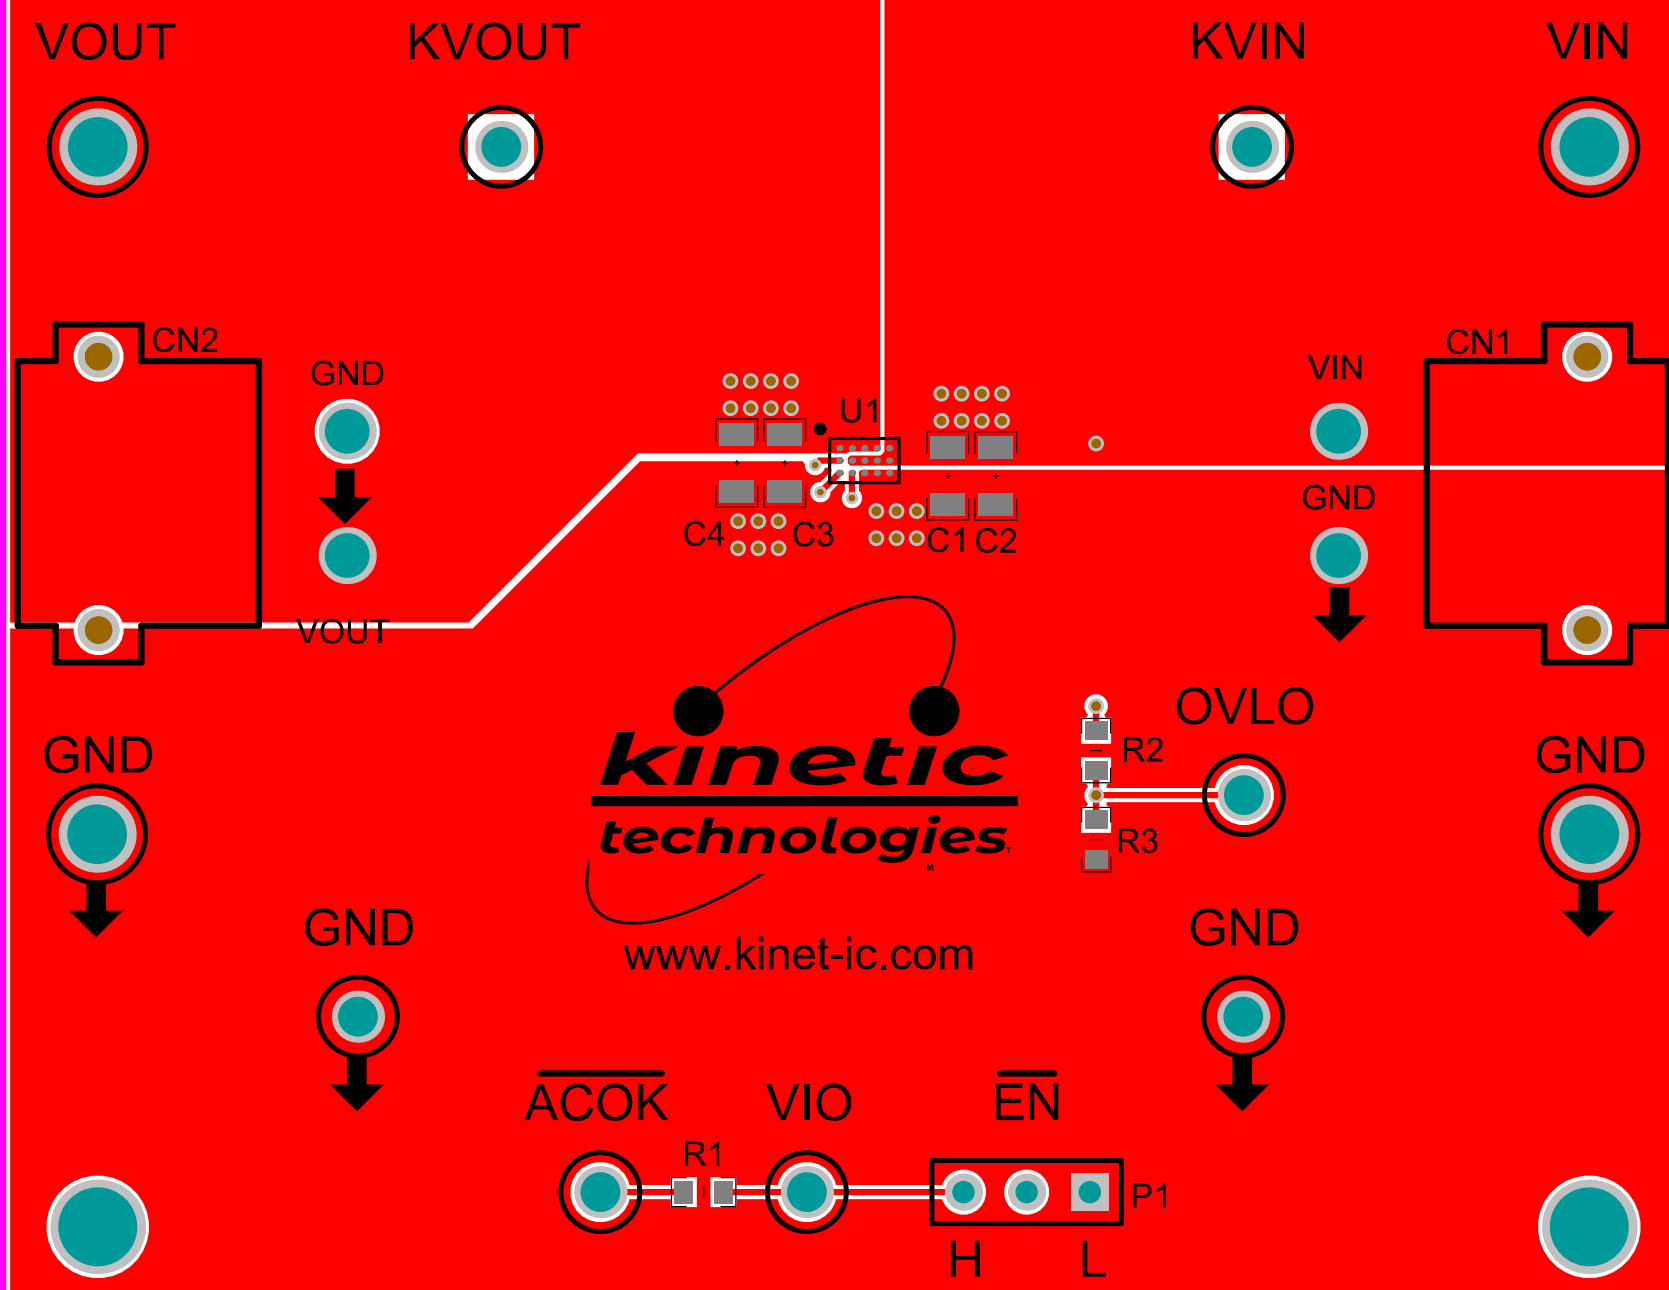 VOUT
KVOUT
KVIN
VIN
CN2
GND
U1
VIN
CN1
GND
C4
C3
C1
C2
VOUT
OVLO
GND
R2
GND
kinetic
technologies
TM
R3
GND
GND
www.kinet-ic.com
ACOK
VIO
EN
R1
P1
H
L